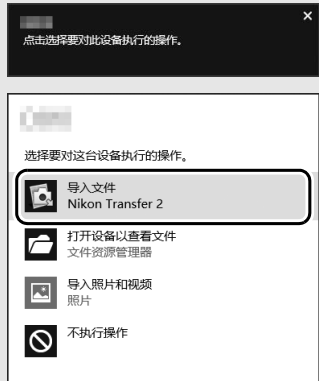 点击选择要对此设备执行的操作。
选择要对这台设备执行的操作。
导入文件
Nikon Transfer 2
打开设备以查看文件
文件资源管理器
导入照片和视频
照片
不执行操作